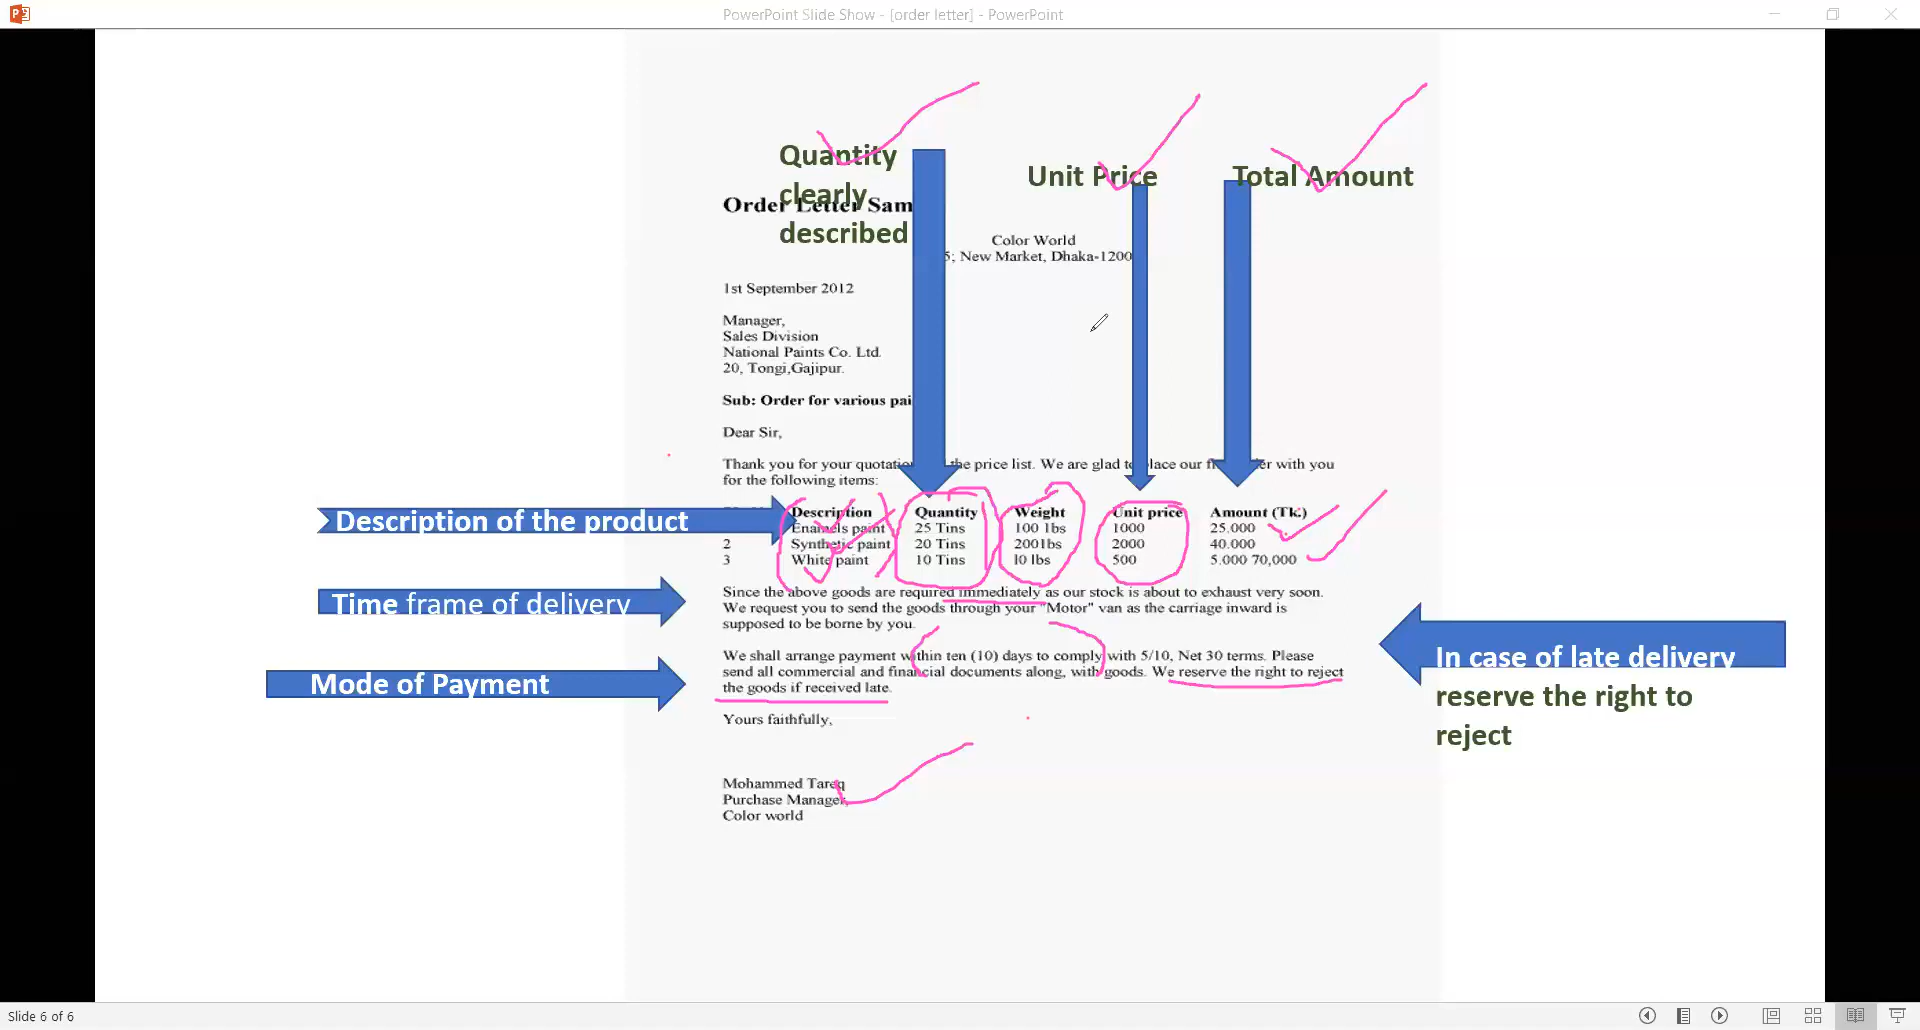 PowerPoint Slide Show - [order letter] - PowerPoint
Quantity
clearly
described
Unit Price
Total Amount
Order Letter Sam
Color World
5; New Market, Dhaka-1200
1st September 2012
Manager,
Sales Division
National Paints Co. Ltd.
20, Tongi,Gajipur.
Sub: Order for various pai
Dear Sir,
Thank you for your quotatio the price list. We are glad to place our fi er with you
for the following items:
Description of the product
Description Quantity Weight Unit price Amount (Tk.)
Enamels paint 25 Tins 100 lbs 1000 25.000
2 Synthetic paint 20 Tins 200lbs 2000 40.000
3 White paint 10 Tins l0 lbs 500 5.000 70,000
Since the above goods are required immediately as our stock is about to exhaust very soon.
We request you to send the goods through your "Motor" van as the carriage inward is
supposed to be borne by you.
Time frame of delivery
We shall arrange payment within ten (10) days to comply with 5/10, Net 30 terms. Please
send all commercial and financial documents along, with goods. We reserve the right to reject
the goods if received late.
Mode of Payment
In case of late delivery
reserve the right to
reject
Yours faithfully,
Mohammed Tareq
Purchase Manager,
Color world
Slide 6 of 6